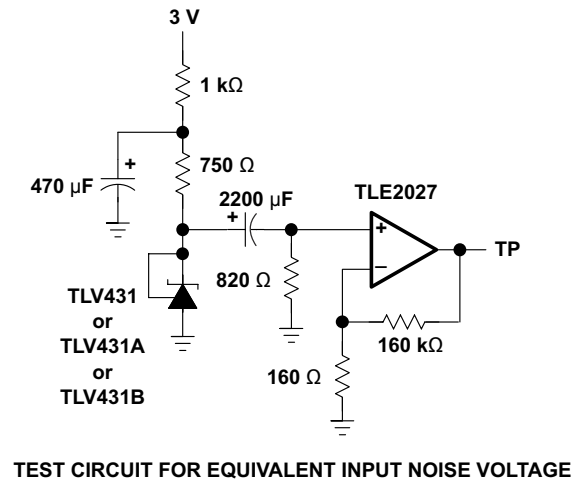 3 V
1 kΩ
+
470 µF
750 Ω
2200 µF
+
TLE2027
+
−
TP
820 Ω
TLV431
or
TLV431A
or
TLV431B
160 kΩ
160 Ω
TEST CIRCUIT FOR EQUIVALENT INPUT NOISE VOLTAGE